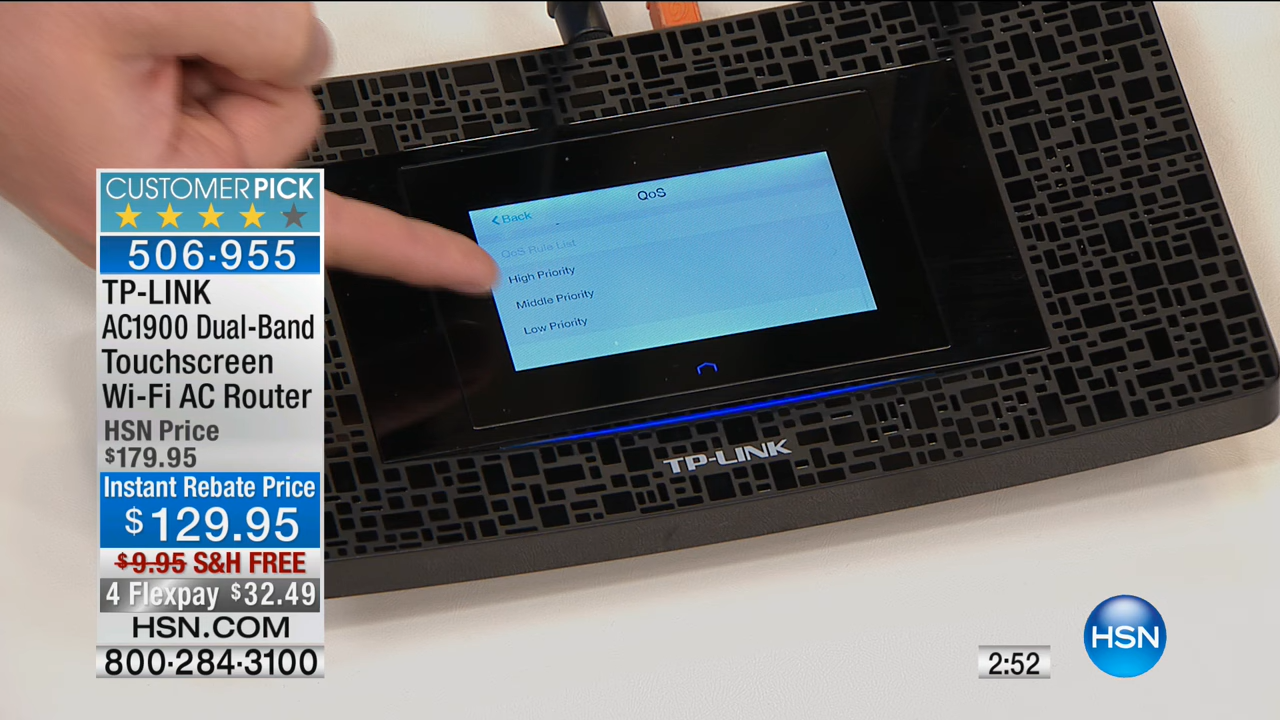 CUSTOMER PICK
506-955
TP-LINK
AC1900 Dual-Band
Touchscreen
Wi-Fi AC Router
HSN Price
$179.95
Instant Rebate Price
$129.95
$9.95 S&H FREE
4 Flexpay $32.49
HSN.COM
800-284-3100
QoS
Back
QoS Rule List
High Priority
Middle Priority
Low Priority
TP-LINK
2:52
HSN